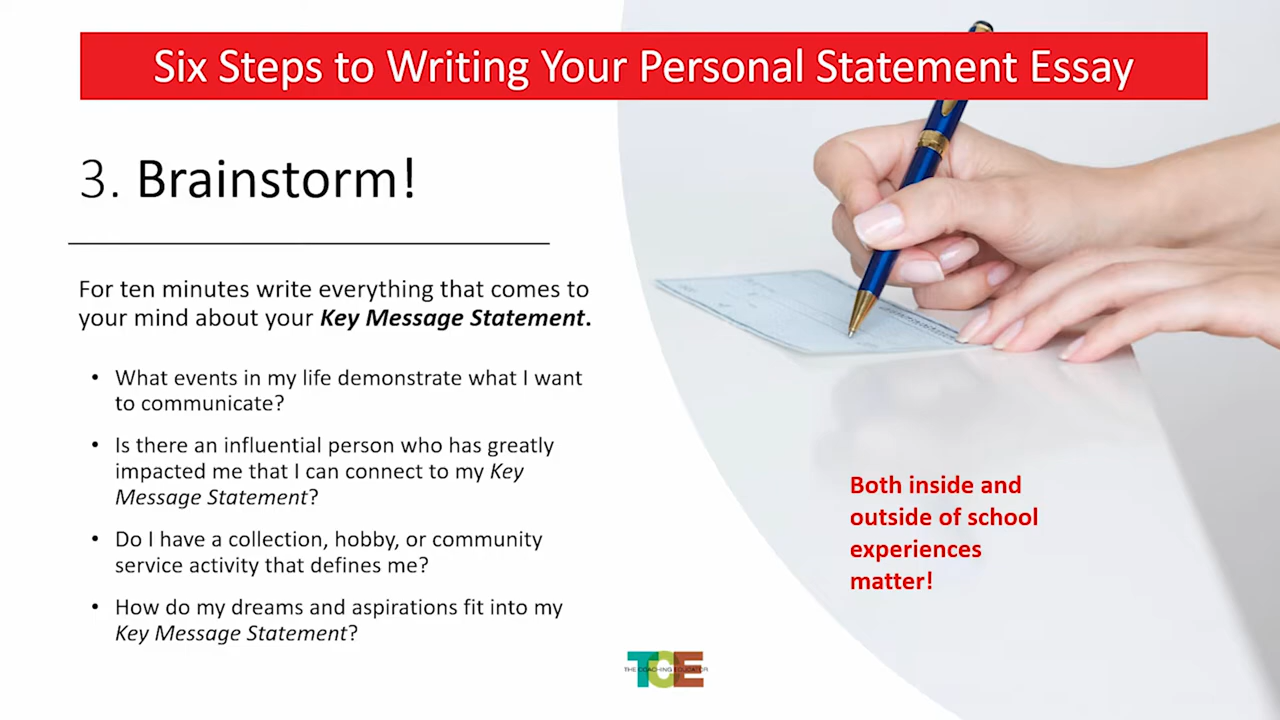 Six Steps to Writing Your Personal Statement Essay
3. Brainstorm!
For ten minutes write everything that comes to
your mind about your Key Message Statement.
• What events in my life demonstrate what I want
to communicate?
• Is there an influential person who has greatly
impacted me that I can connect to my Key
Message Statement?
• Do I have a collection, hobby, or community
service activity that defines me?
• How do my dreams and aspirations fit into my
Key Message Statement?
Both inside and
outside of school
experiences
matter!
TCE
THE COACHING EDUCATOR